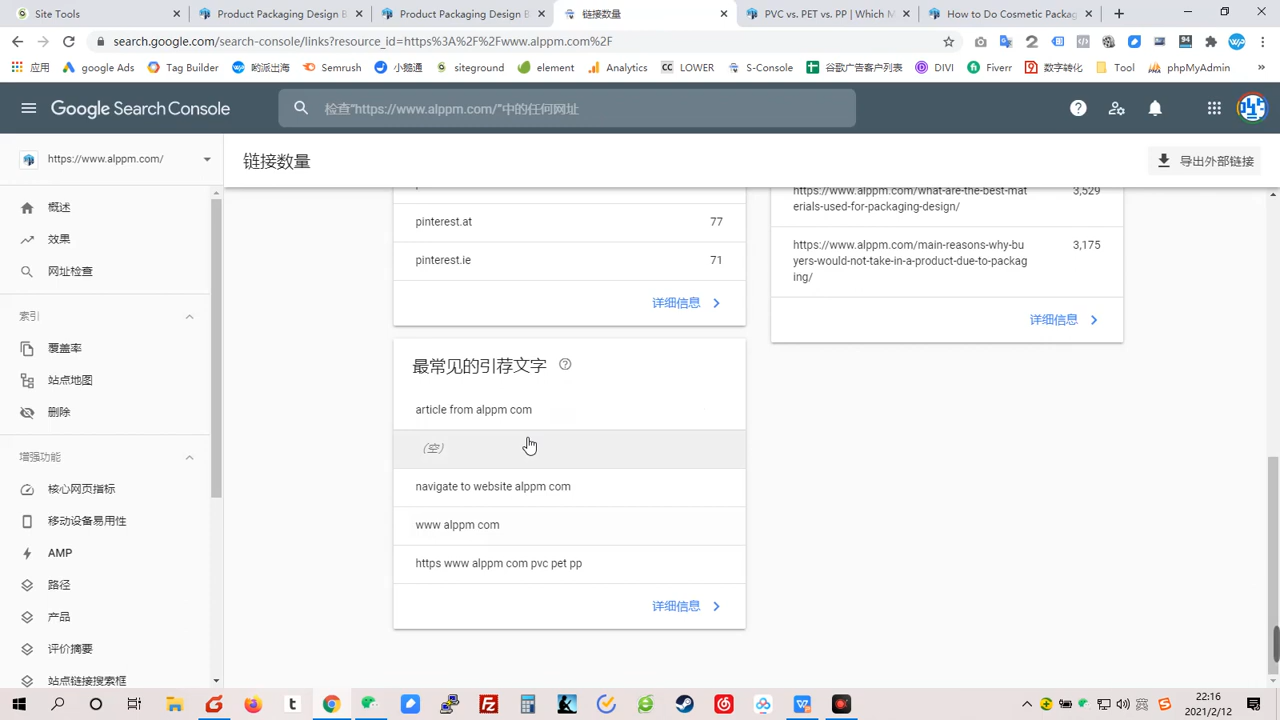 Site Tools
Product Packaging Design B
Product Packaging Design B
链接数量
PVC vs. PET vs. PP | Which M
How to Do Cosmetic Packag
search.google.com/search-console/links?resource_id=https%3A%2F%2Fwww.alppm.com%2F
应用
google Ads
Tag Builder
哈派出海
Semrush
小鹅通
siteground
element
Analytics
CC LOWER
S-Console
谷歌广告客户列表
DIVI
Fiverr
数字转化
Tool
phpMyAdmin
»
Google Search Console
检查"https://www.alppm.com/"中的任何网址
https://www.alppm.com/
链接数量
导出外部链接
概述
效果
网址检查
索引
覆盖率
站点地图
删除
增强功能
核心网页指标
移动设备易用性
AMP
路径
产品
评价摘要
站点链接搜索框
pinterest.at 77
pinterest.ie 71
详细信息
最常见的引荐文字
article from alppm com
（空）
navigate to website alppm com
www alppm com
https www alppm com pvc pet pp
详细信息
https://www.alppm.com/what-are-the-best-mat 3,529
erials-used-for-packaging-design/
https://www.alppm.com/main-reasons-why-bu 3,175
yers-would-not-take-in-a-product-due-to-packag
ing/
详细信息
22:16
2021/2/12